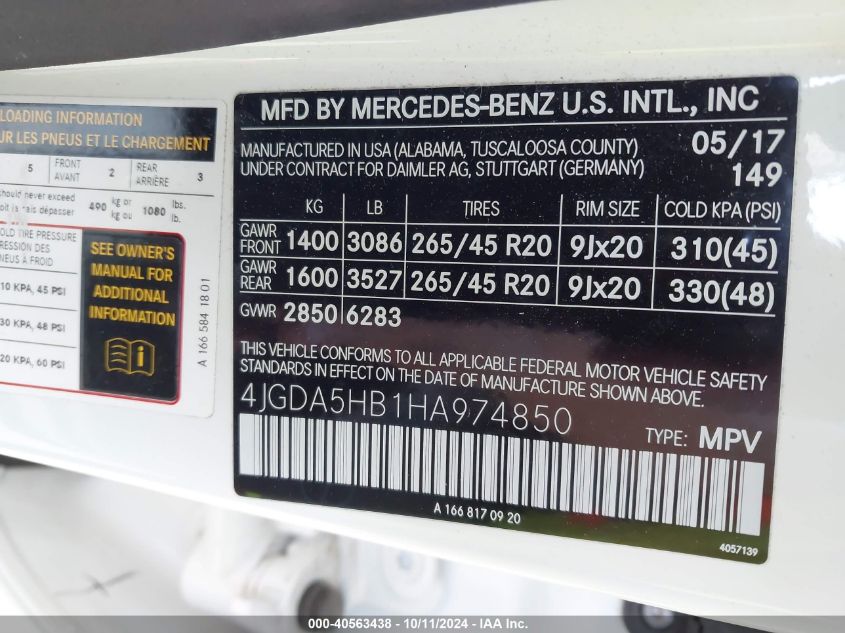 LOADING INFORMATION
UR LES PNEUS ET LE CHARGEMENT
5 FRONT AVANT 2 REAR ARRIÈRE 3
should never exceed
dépasser 490 kg or kg ou 1080 lbs. lb.
OLD TIRE PRESSURE
RESSION DES
NEUS À FROID
10 KPA, 45 PSI
30 KPA, 48 PSI
20 KPA, 60 PSI
SEE OWNER'S
MANUAL FOR
ADDITIONAL
INFORMATION
A 166 584 18 01
MFD BY MERCEDES-BENZ U.S. INTL., INC
MANUFACTURED IN USA (ALABAMA, TUSCALOOSA COUNTY) 05/17
UNDER CONTRACT FOR DAIMLER AG, STUTTGART (GERMANY) 149
KG LB TIRES RIM SIZE COLD KPA (PSI)
GAWR FRONT 1400 3086 265/45 R20 9Jx20 310(45)
GAWR REAR 1600 3527 265/45 R20 9Jx20 330(48)
GVWR 2850 6283
THIS VEHICLE CONFORMS TO ALL APPLICABLE FEDERAL MOTOR VEHICLE SAFETY
STANDARDS IN EFFECT ON THE DATE OF MANUFACTURE SHOWN ABOVE.
4JGDA5HB1HA974850
TYPE: MPV
A 166 817 09 20
4057139
000-40563438 - 10/11/2024 - IAA Inc.